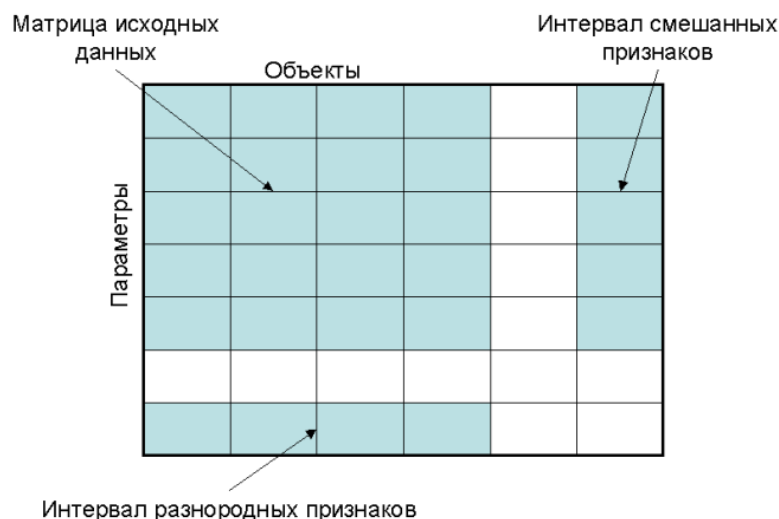 Матрица исходных
данных
Интервал смешанных
признаков
Объекты
Параметры
Интервал разнородных признаков